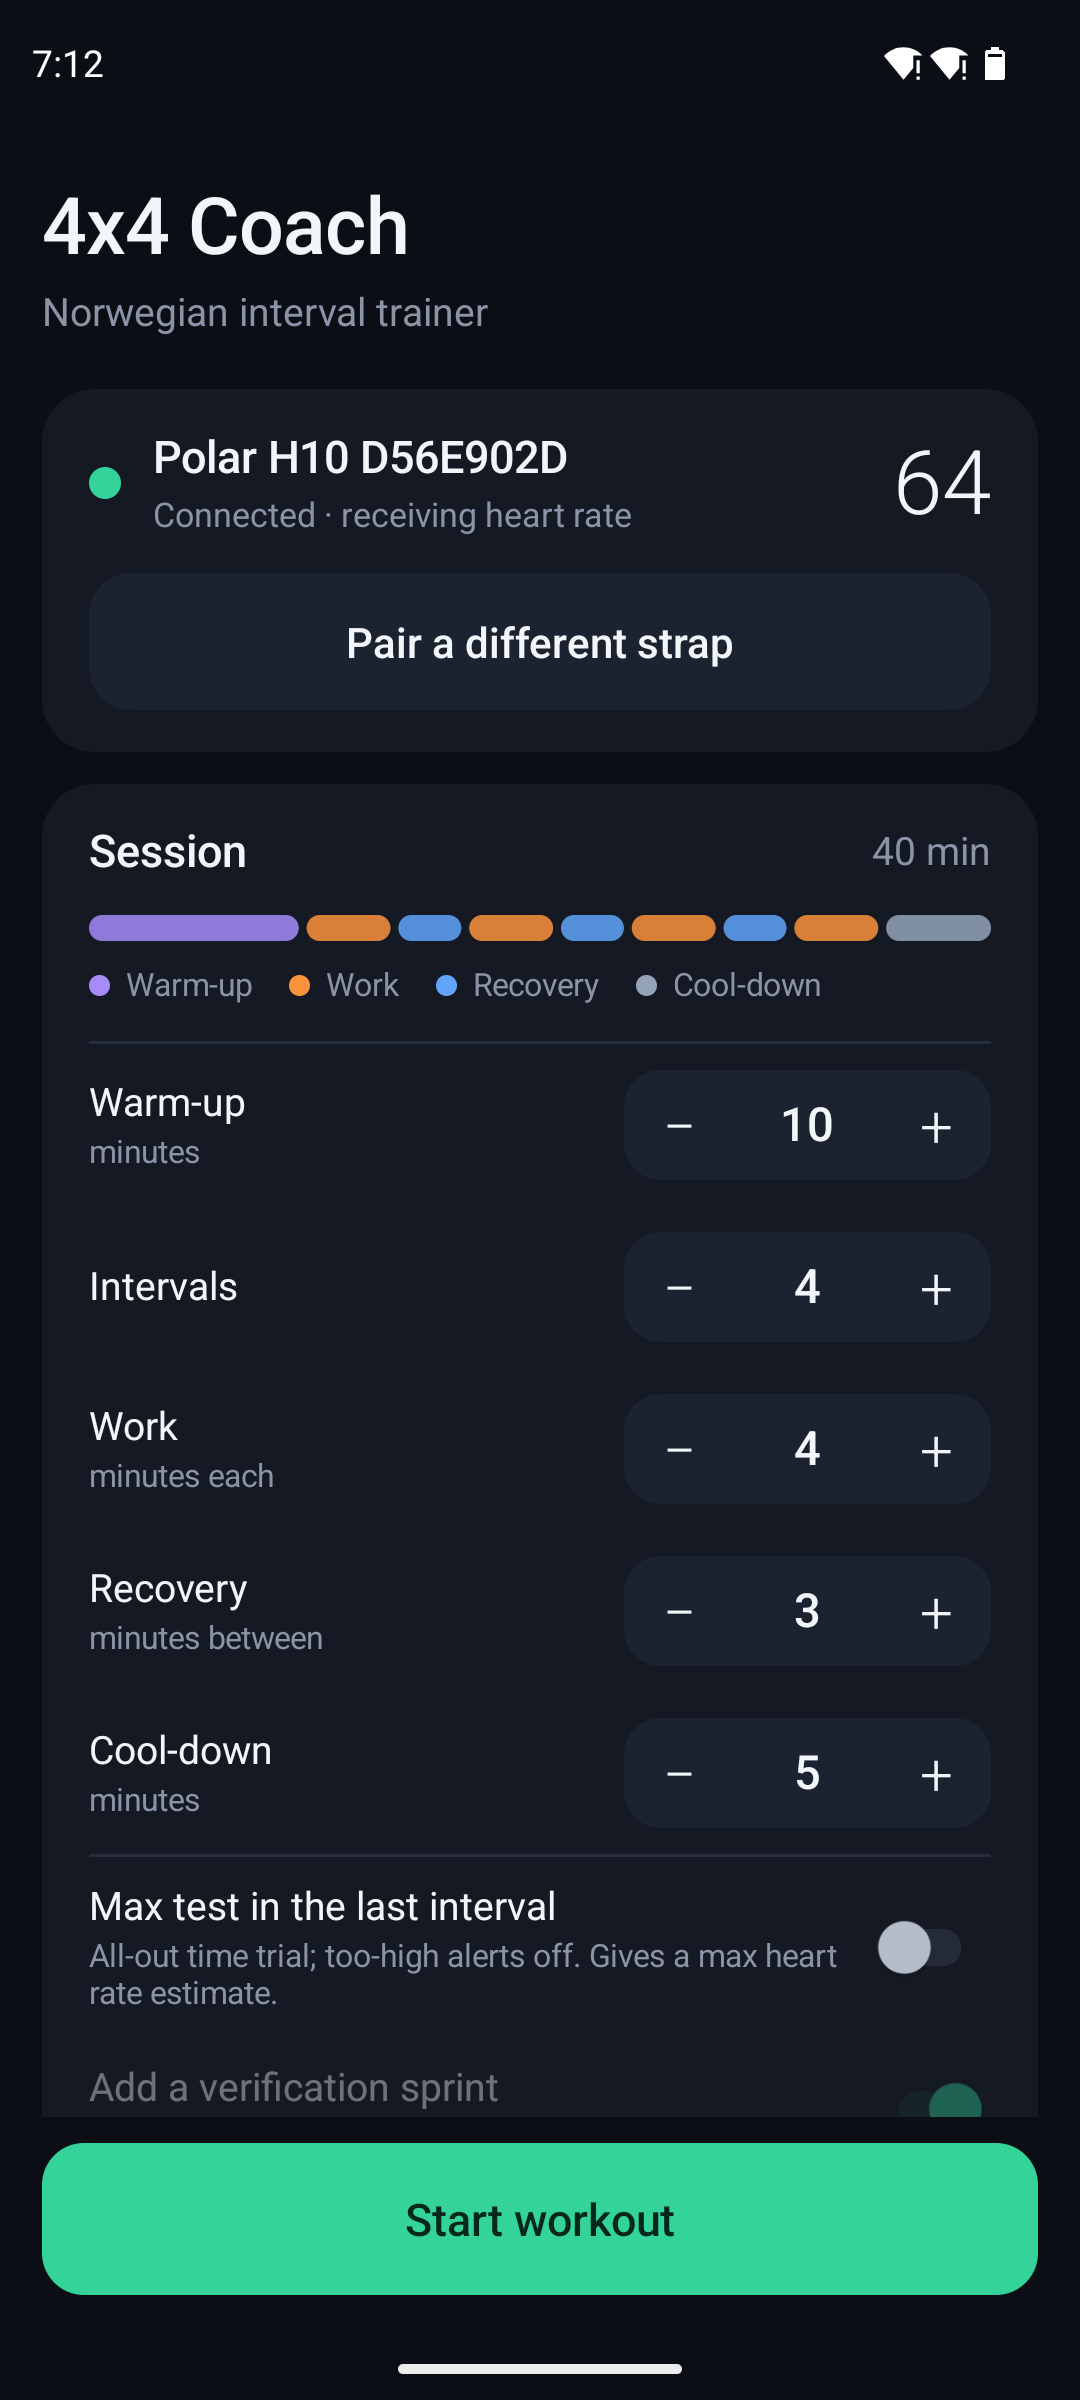 7:12
4x4 Coach
Norwegian interval trainer
Polar H10 D56E902D
Connected · receiving heart rate
64
Pair a different strap
Session
40 min
Warm-up
Work
Recovery
Cool-down
Warm-up
minutes
− 10 +
Intervals
− 4 +
Work
minutes each
− 4 +
Recovery
minutes between
− 3 +
Cool-down
minutes
− 5 +
Max test in the last interval
All-out time trial; too-high alerts off. Gives a max heart
rate estimate.
Add a verification sprint
Start workout